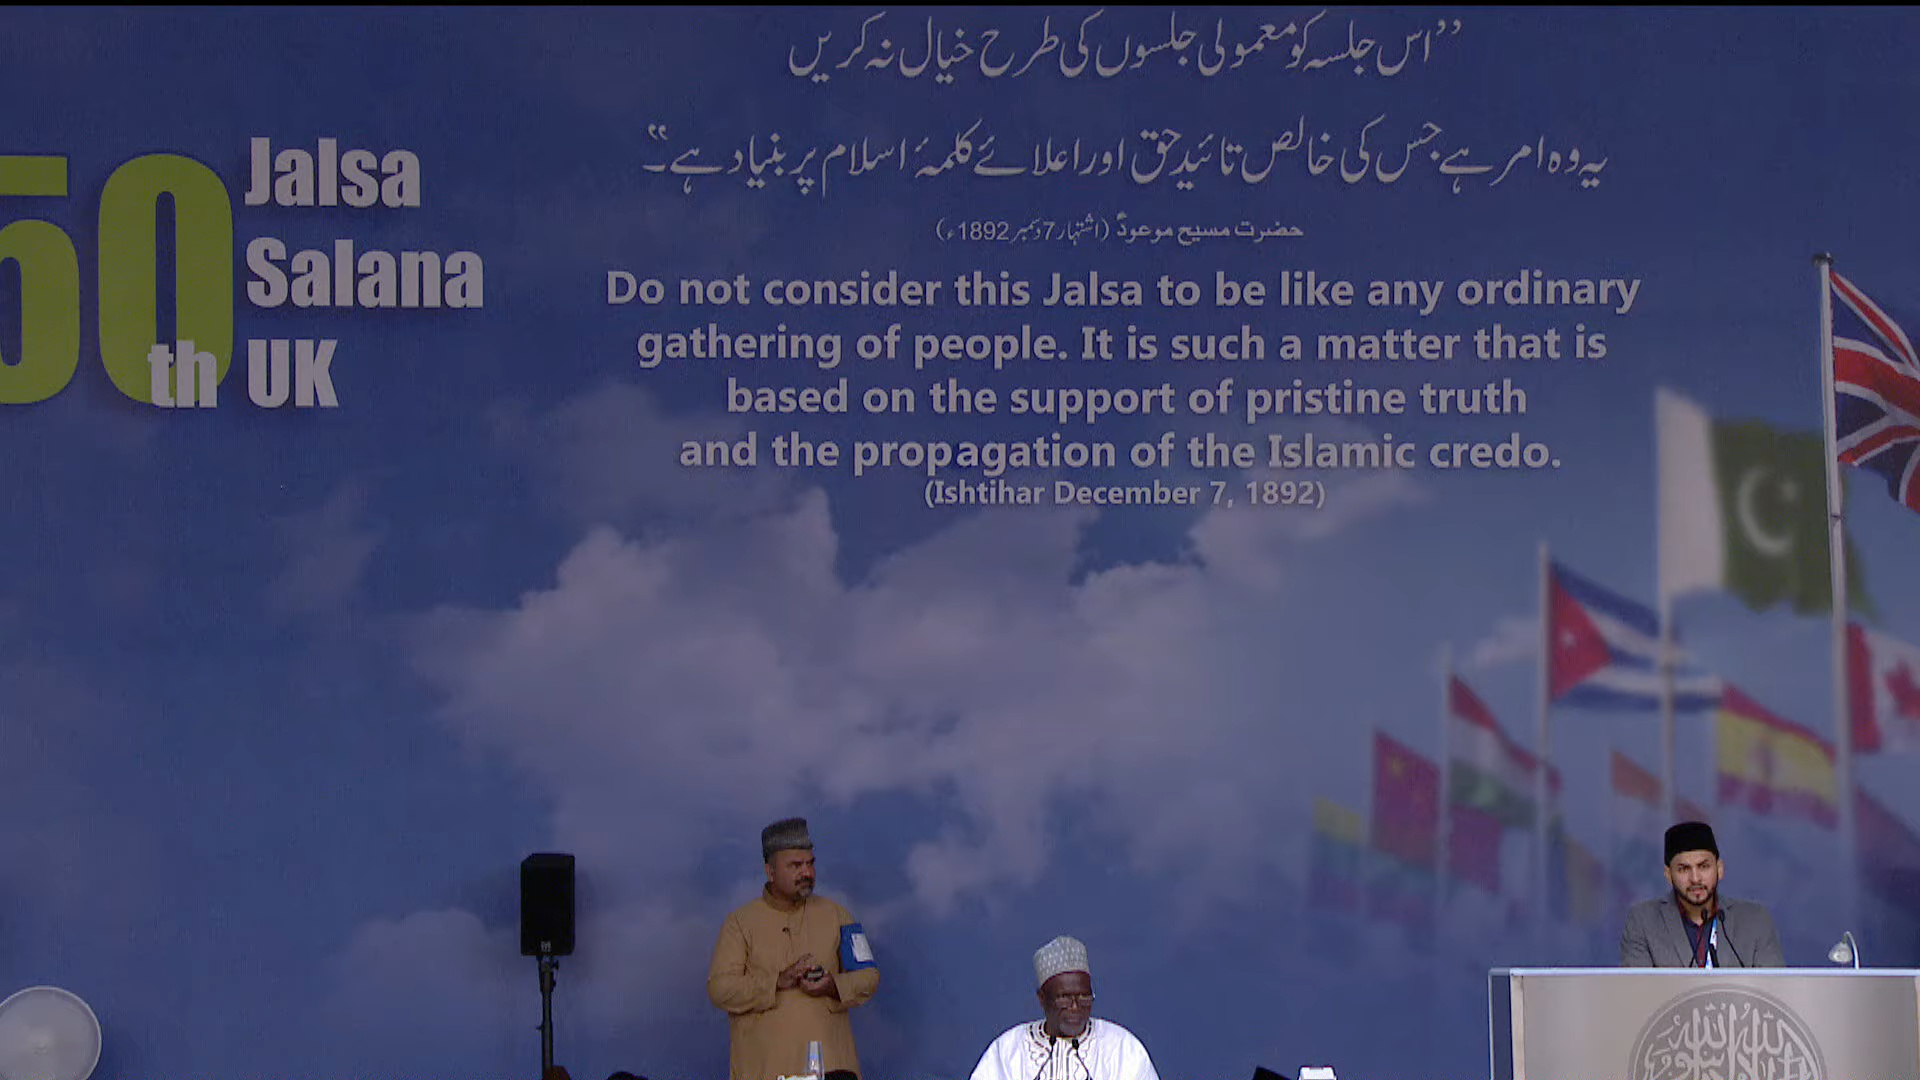 50th
Jalsa
Salana
UK
”اس جلسہ کو معمولی جلسوں کی طرح خیال نہ کریں
یہ وہ امر ہے جس کی خالص تائیدِ حق اور اعلائے کلمۂ اسلام پر بنیاد ہے۔“
حضرت مسیح موعودؑ (اشتہار 7 دسمبر 1892ء)
Do not consider this Jalsa to be like any ordinary
gathering of people. It is such a matter that is
based on the support of pristine truth
and the propagation of the Islamic credo.
(Ishtihar December 7, 1892)